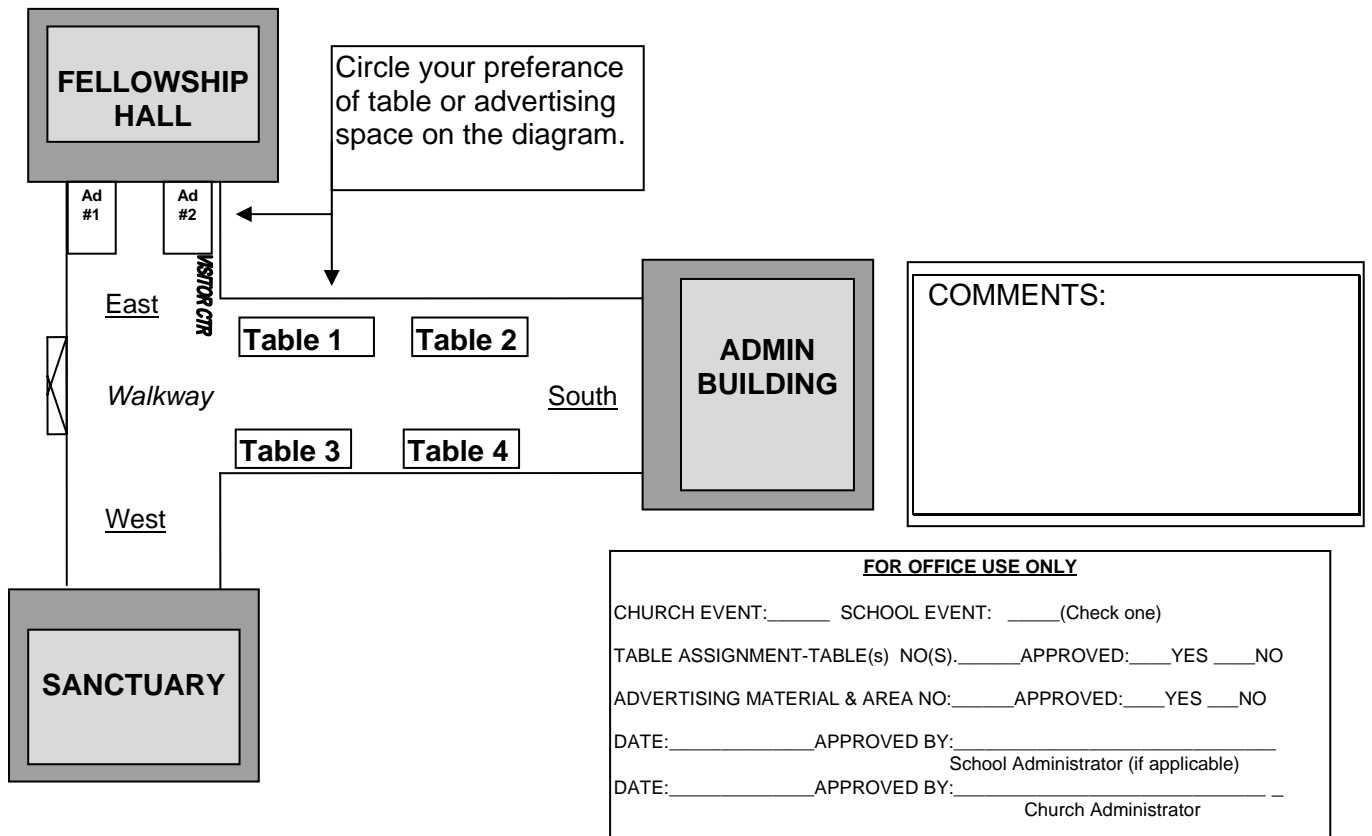 FELLOWSHIP
HALL
Circle your preferance
of table or advertising
space on the diagram.
Ad
#1
Ad
#2
VISITOR CTR
East
Table 1
Table 2
Walkway
South
Table 3
Table 4
West
ADMIN
BUILDING
COMMENTS:
SANCTUARY
FOR OFFICE USE ONLY
CHURCH EVENT:______ SCHOOL EVENT: _____(Check one)
TABLE ASSIGNMENT-TABLE(s) NO(S).______APPROVED:____YES ____NO
ADVERTISING MATERIAL & AREA NO:______APPROVED:____YES ___NO
DATE:______________APPROVED BY:_______________________________
School Administrator (if applicable)
DATE:______________APPROVED BY:______________________________ _
Church Administrator